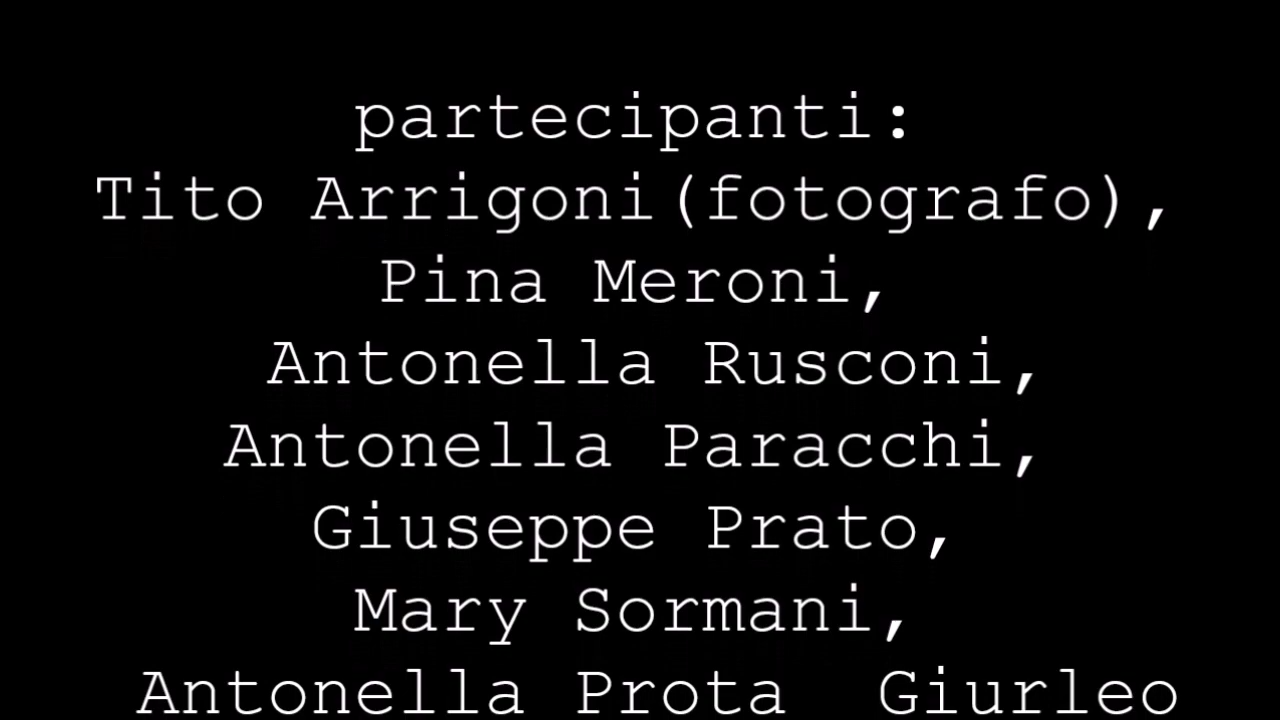 partecipanti:
Tito Arrigoni(fotografo),
Pina Meroni,
Antonella Rusconi,
Antonella Paracchi,
Giuseppe Prato,
Mary Sormani,
Antonella Prota  Giurleo